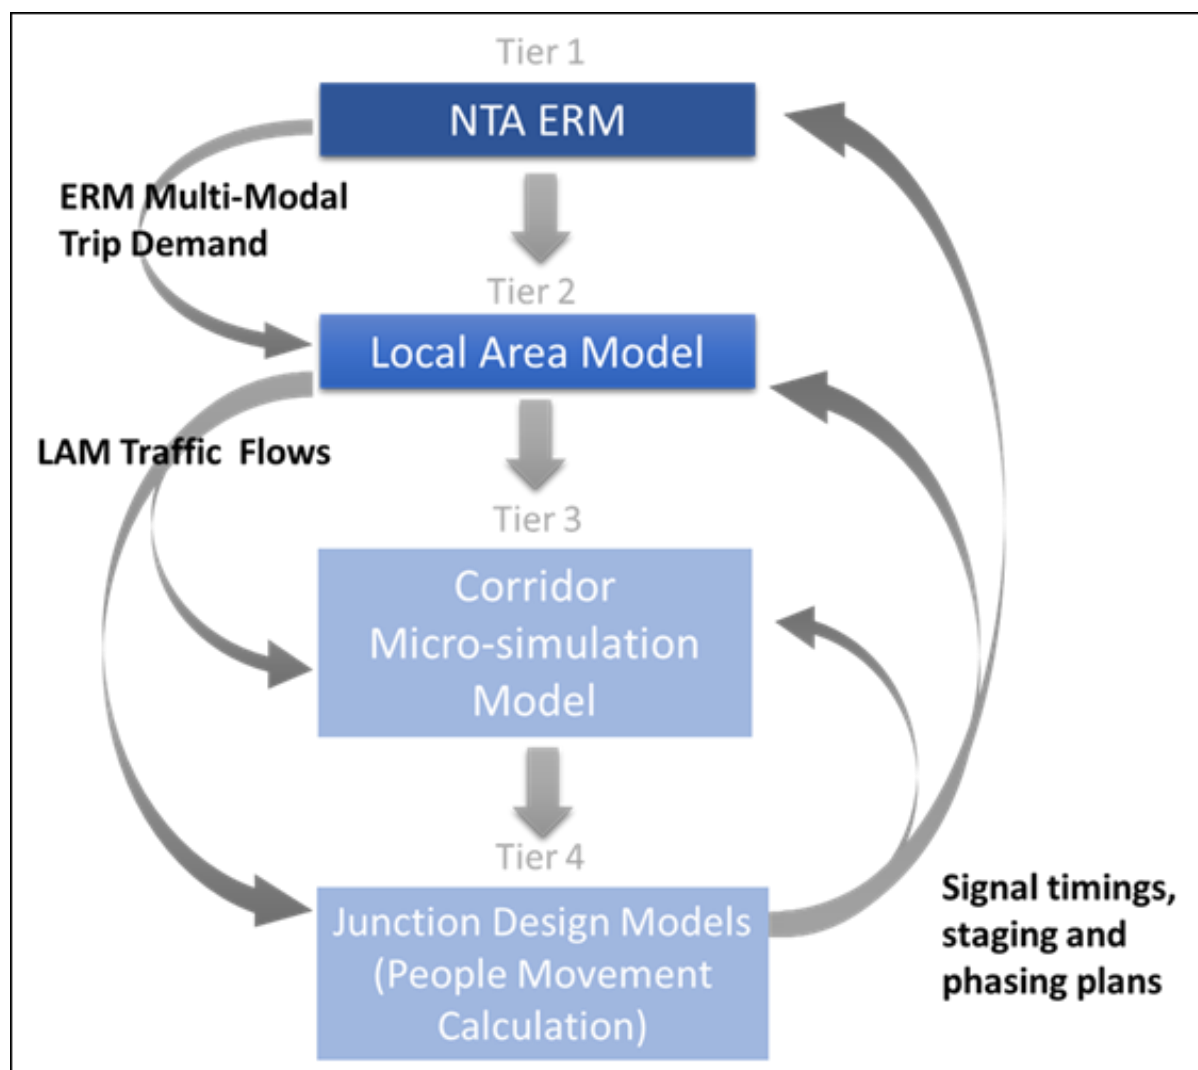 Tier 1
NTA ERM
ERM Multi-Modal
Trip Demand
Tier 2
Local Area Model
LAM Traffic Flows
Tier 3
Corridor
Micro-simulation
Model
Tier 4
Junction Design Models
(People Movement
Calculation)
Signal timings,
staging and
phasing plans